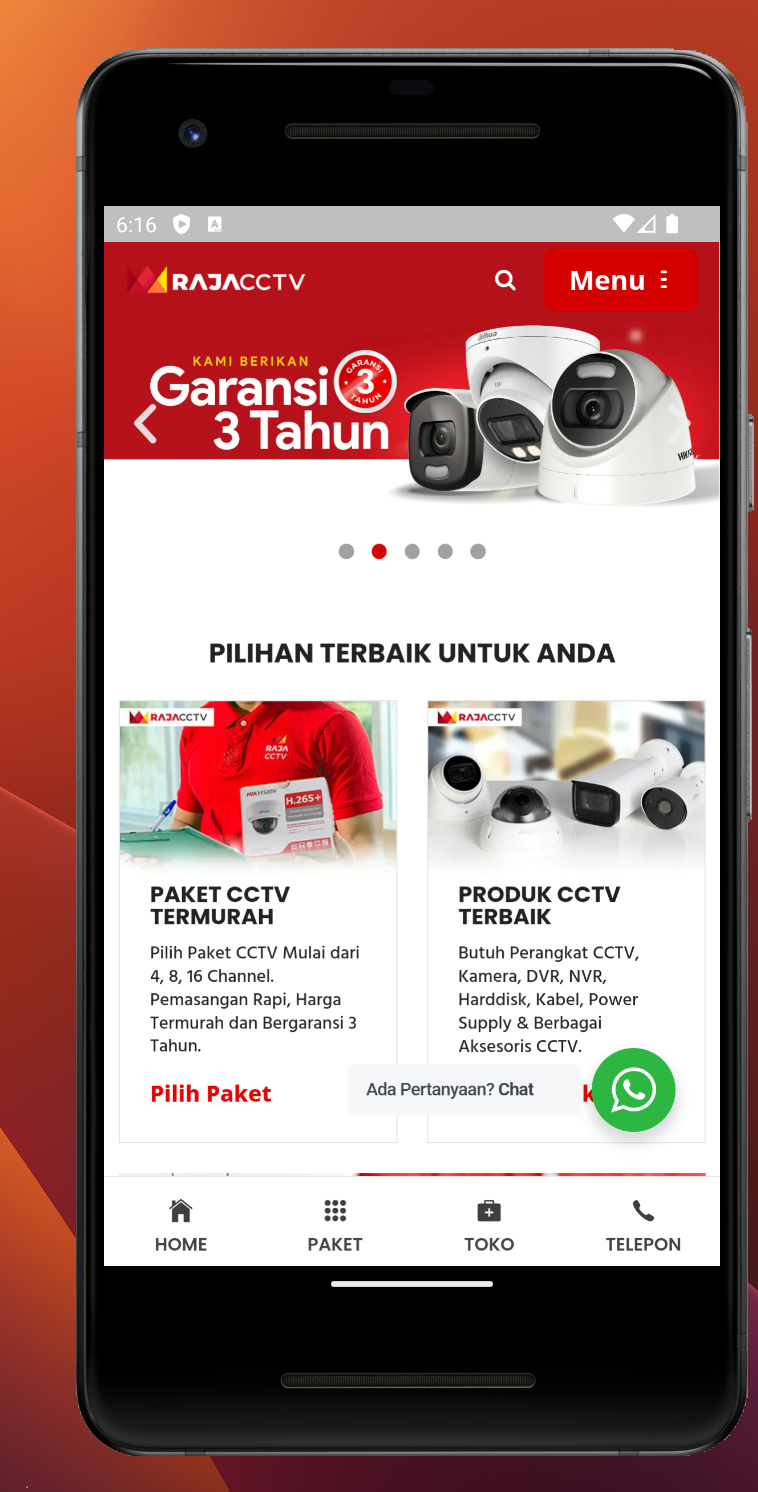 6:16
RAJACCTV
Menu
KAMI BERIKAN
Garansi
3 Tahun
GARANSI
3
TAHUN
alhua
PILIHAN TERBAIK UNTUK ANDA
RAJACCTV
RAJA
CCTV
HIKVISION
H.265+
RAJACCTV
PAKET CCTV
TERMURAH
Pilih Paket CCTV Mulai dari
4, 8, 16 Channel.
Pemasangan Rapi, Harga
Termurah dan Bergaransi 3
Tahun.
Pilih Paket
PRODUK CCTV
TERBAIK
Butuh Perangkat CCTV,
Kamera, DVR, NVR,
Harddisk, Kabel, Power
Supply & Berbagai
Aksesoris CCTV.
Ada Pertanyaan? Chat
HOME
PAKET
TOKO
TELEPON